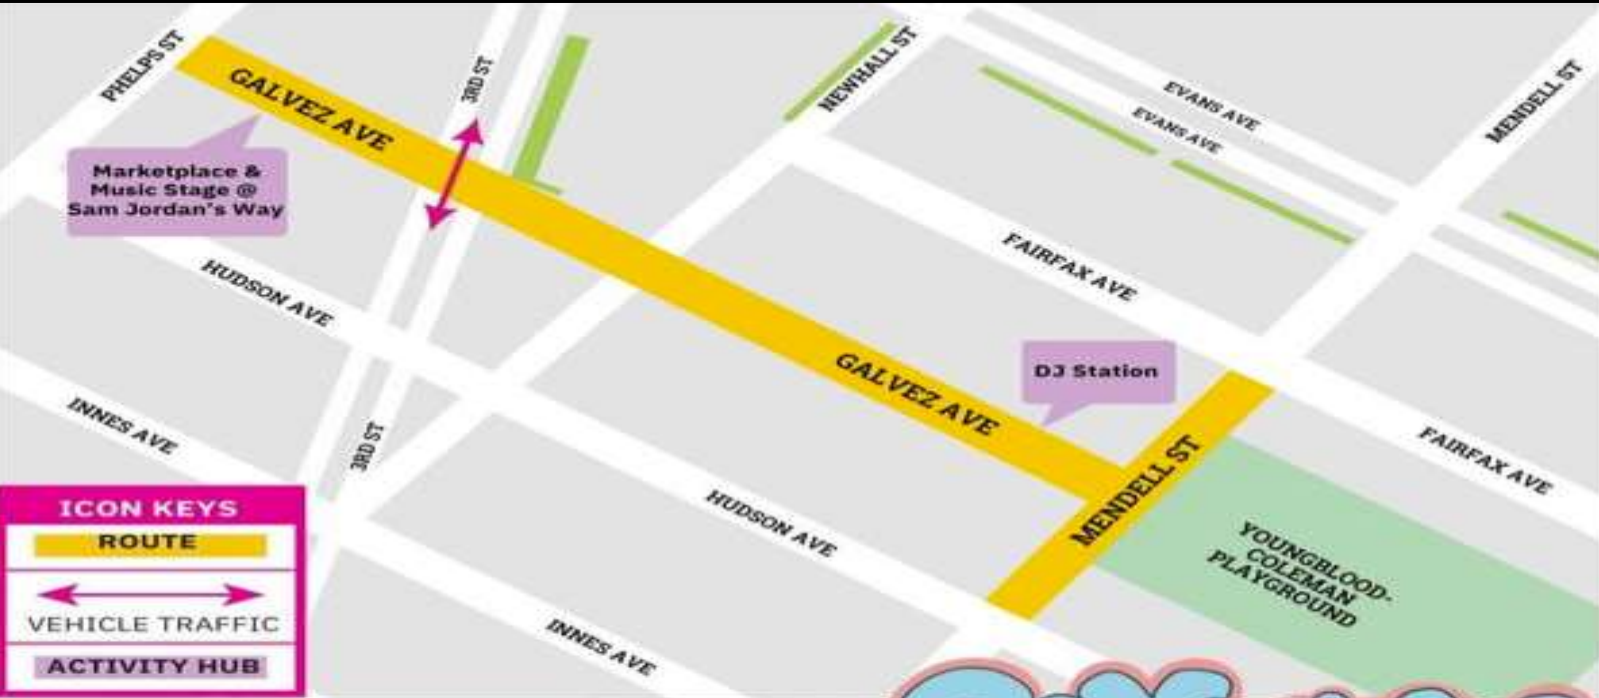 PHELPS ST
GALVEZ AVE
3RD ST
NEWHALL ST
EVANS AVE
EVANS AVE
MENDELL ST
Marketplace &
Music Stage @
Sam Jordan's Way
HUDSON AVE
FAIRFAX AVE
DJ Station
GALVEZ AVE
INNES AVE
3RD ST
MENDELL ST
FAIRFAX AVE
HUDSON AVE
YOUNGBLOOD-
COLEMAN
PLAYGROUND
INNES AVE
ICON KEYS
ROUTE
VEHICLE TRAFFIC
ACTIVITY HUB